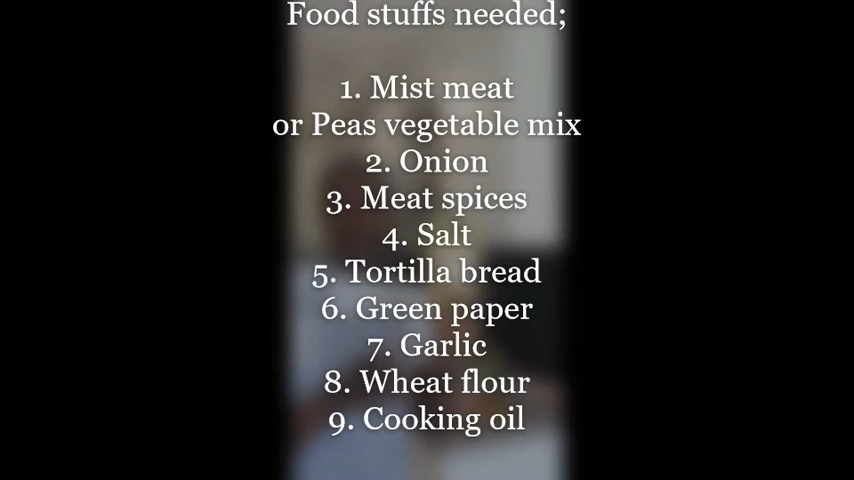 Food stuffs needed;
1. Mist meat
or Peas vegetable mix
2. Onion
3. Meat spices
4. Salt
5. Tortilla bread
6. Green paper
7. Garlic
8. Wheat flour
9. Cooking oil